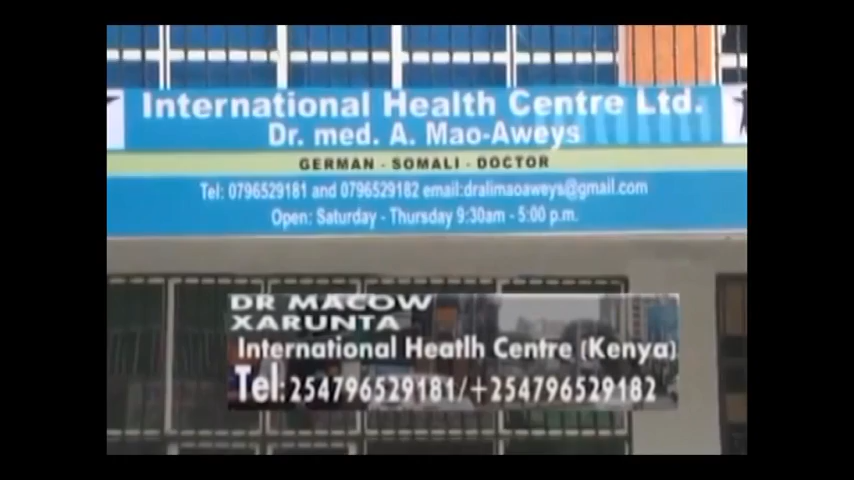 International Health Centre Ltd.
Dr. med. A. Mao-Aweys
GERMAN - SOMALI - DOCTOR
Tel: 0796529181 and 0796529182 email:dralimaoaweys@gmail.com
Open: Saturday - Thursday 9:30am - 5:00 p.m.
DR MACOW
XARUNTA
International Heatlh Centre (Kenya)
Tel:254796529181/+254796529182